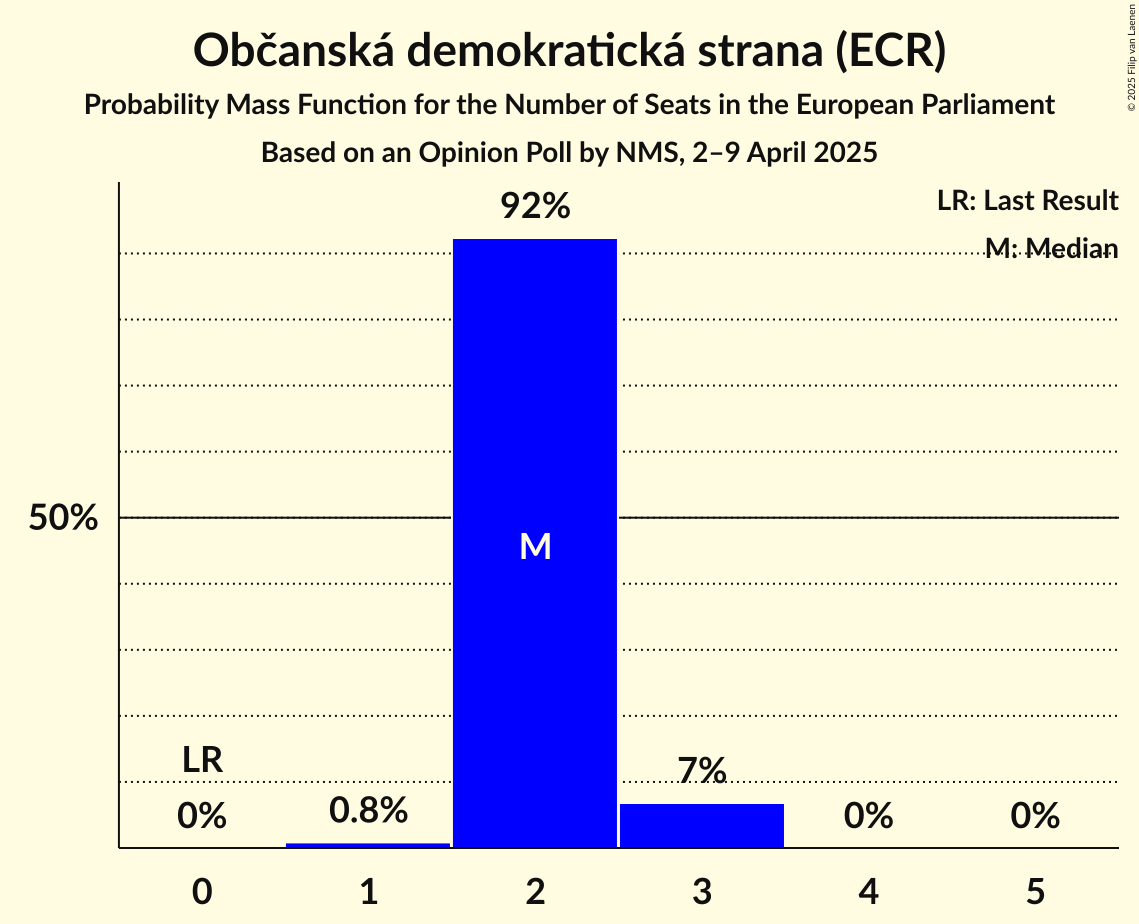 Občanská demokratická strana (ECR)
Probability Mass Function for the Number of Seats in the European Parliament
Based on an Opinion Poll by NMS, 2–9 April 2025
© 2025 Filip van Laenen
LR: Last Result
M: Median
92%
50%
M
LR
0%
0.8%
7%
0%
0%
0 1 2 3 4 5